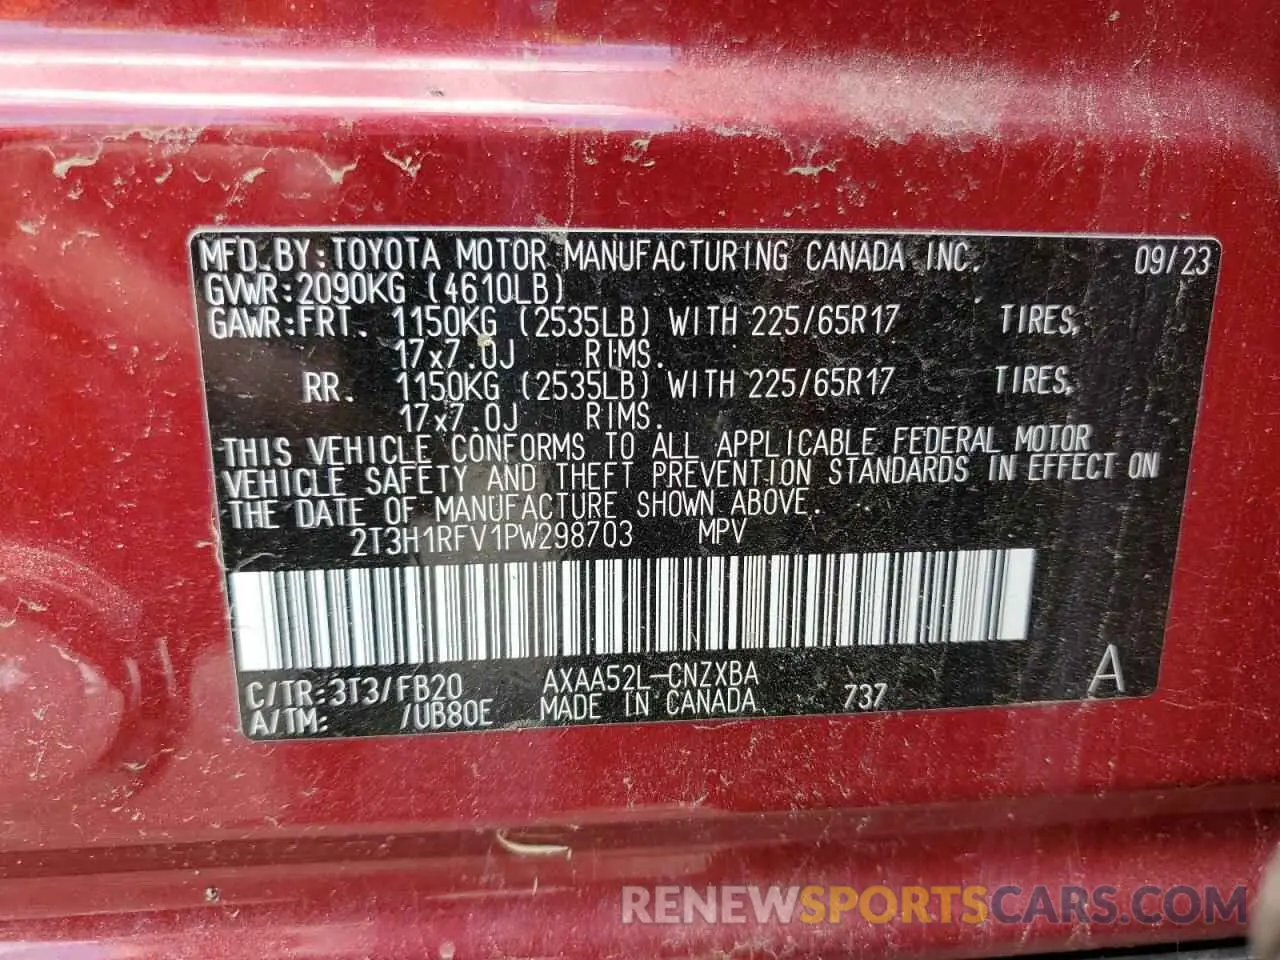 MFD. BY: TOYOTA MOTOR MANUFACTURING CANADA INC. 09/23
GVWR: 2090KG (4610LB)
GAWR: FRT. 1150KG (2535LB) WITH 225/65R17 TIRES,
17x7.0J RIMS.
RR. 1150KG (2535LB) WITH 225/65R17 TIRES,
17x7.0J RIMS.
THIS VEHICLE CONFORMS TO ALL APPLICABLE FEDERAL MOTOR
VEHICLE SAFETY AND THEFT PREVENTION STANDARDS IN EFFECT ON
THE DATE OF MANUFACTURE SHOWN ABOVE.
2T3H1RFV1PW298703 MPV
C/TR: 3T3/FB20 AXAA52L-CNZXBA A
A/TM: /UB80E MADE IN CANADA 737
RENEWSPORTSCARS.COM